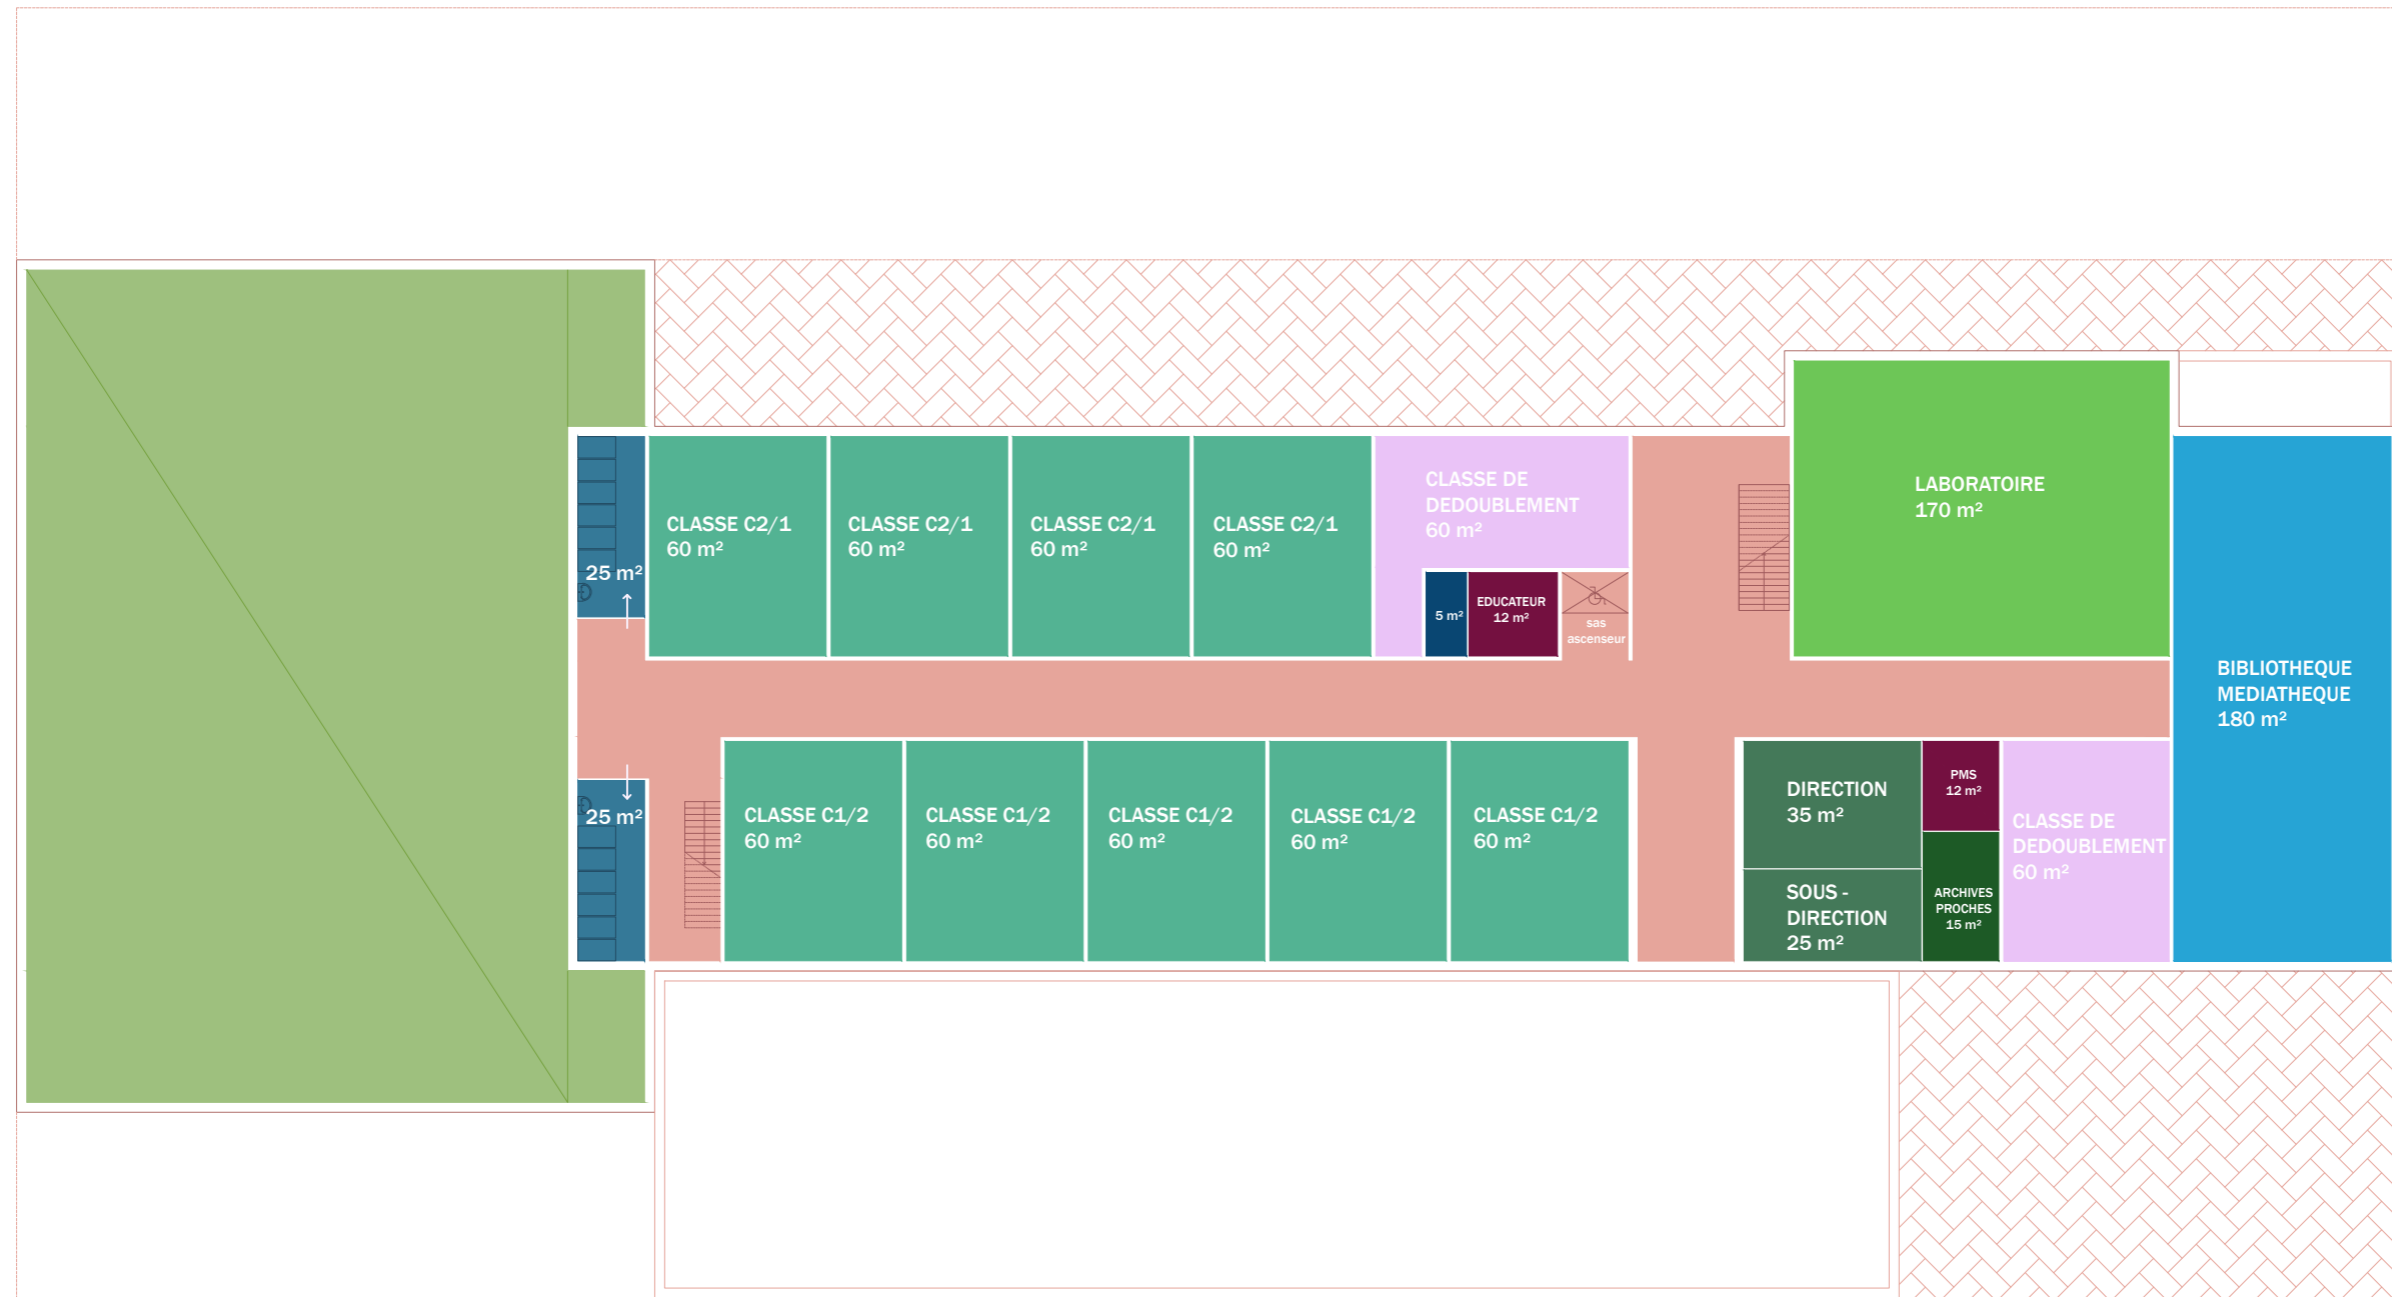 CLASSE C2/1
60 m²
CLASSE C2/1
60 m²
CLASSE C2/1
60 m²
CLASSE C2/1
60 m²
CLASSE DE
DEDOUBLEMENT
60 m²
LABORATOIRE
170 m²
25 m²
5 m²
EDUCATEUR
12 m²
sas
ascenseur
BIBLIOTHEQUE
MEDIATHEQUE
180 m²
25 m²
CLASSE C1/2
60 m²
CLASSE C1/2
60 m²
CLASSE C1/2
60 m²
CLASSE C1/2
60 m²
CLASSE C1/2
60 m²
DIRECTION
35 m²
PMS
12 m²
SOUS -
DIRECTION
25 m²
ARCHIVES
PROCHES
15 m²
CLASSE DE
DEDOUBLEMENT
60 m²